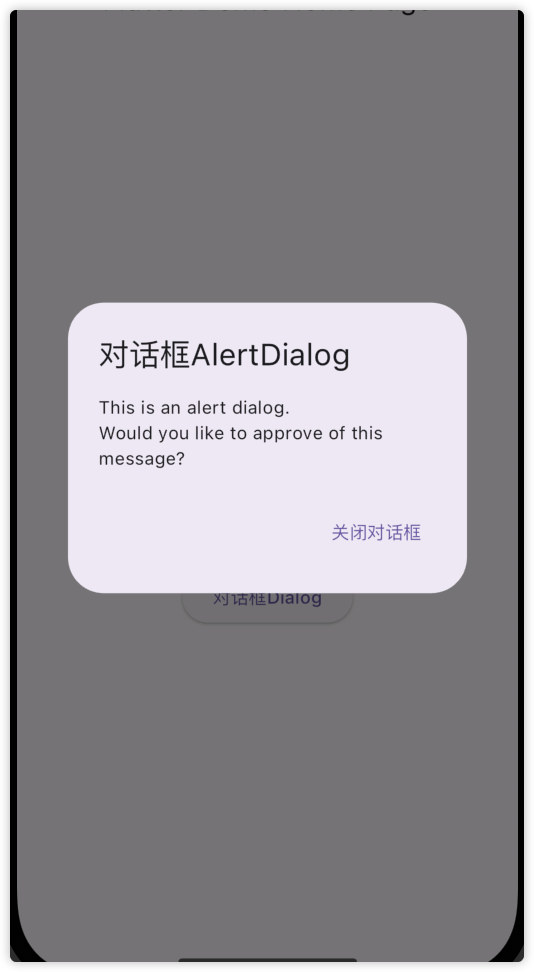 对话框AlertDialog
This is an alert dialog.
Would you like to approve of this
message?
关闭对话框
对话框Dialog